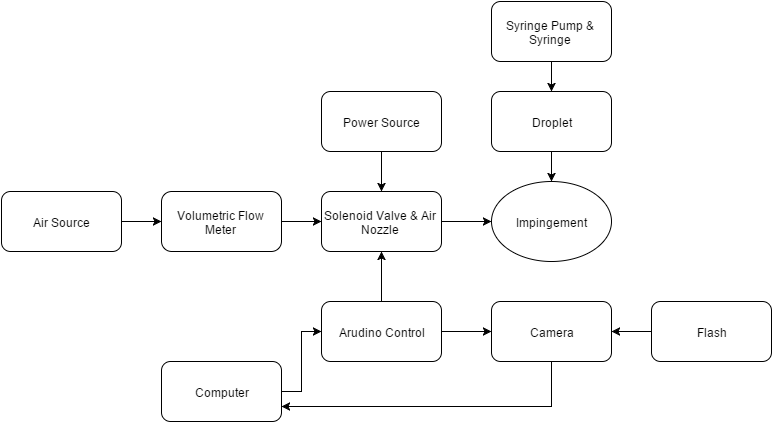 Syringe Pump &
Syringe
Power Source
Droplet
Air Source
Volumetric Flow
Meter
Solenoid Valve & Air
Nozzle
Impingement
Arudino Control
Camera
Flash
Computer